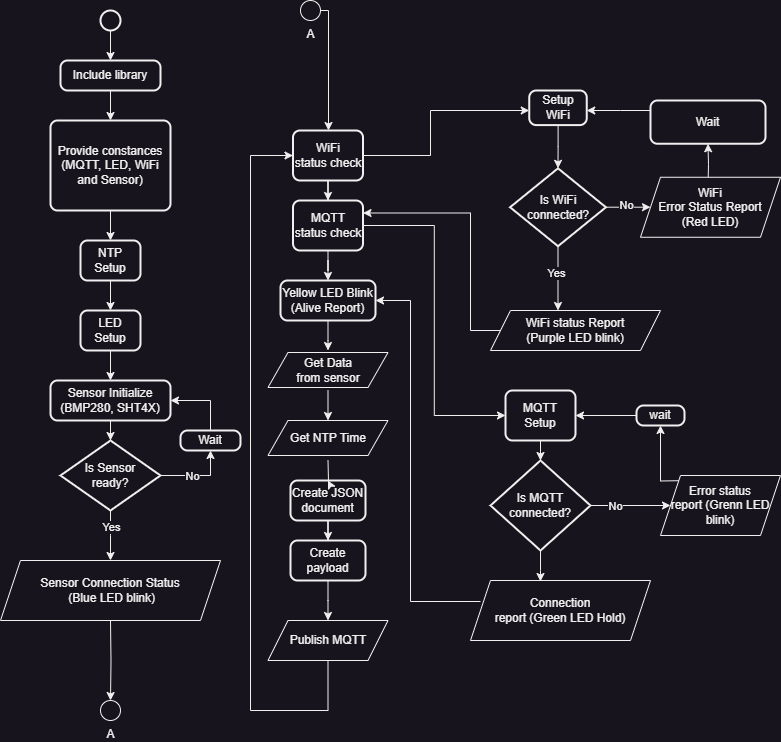 Include library
Provide constances
(MQTT, LED, WiFi
and Sensor)
NTP
Setup
LED
Setup
Sensor Initialize
(BMP280, SHT4X)
Wait
Is Sensor
ready?
No
Yes
Sensor Connection Status
(Blue LED blink)
A
A
WiFi
status check
MQTT
status check
Yellow LED Blink
(Alive Report)
Get Data
from sensor
Get NTP Time
Create JSON
document
Create
payload
Publish MQTT
Setup
WiFi
Wait
Is WiFi
connected?
No
WiFi
Error Status Report
(Red LED)
Yes
WiFi status Report
(Purple LED blink)
MQTT
Setup
wait
Is MQTT
connected?
No
Error status
report (Grenn LED
blink)
Connection
report (Green LED Hold)